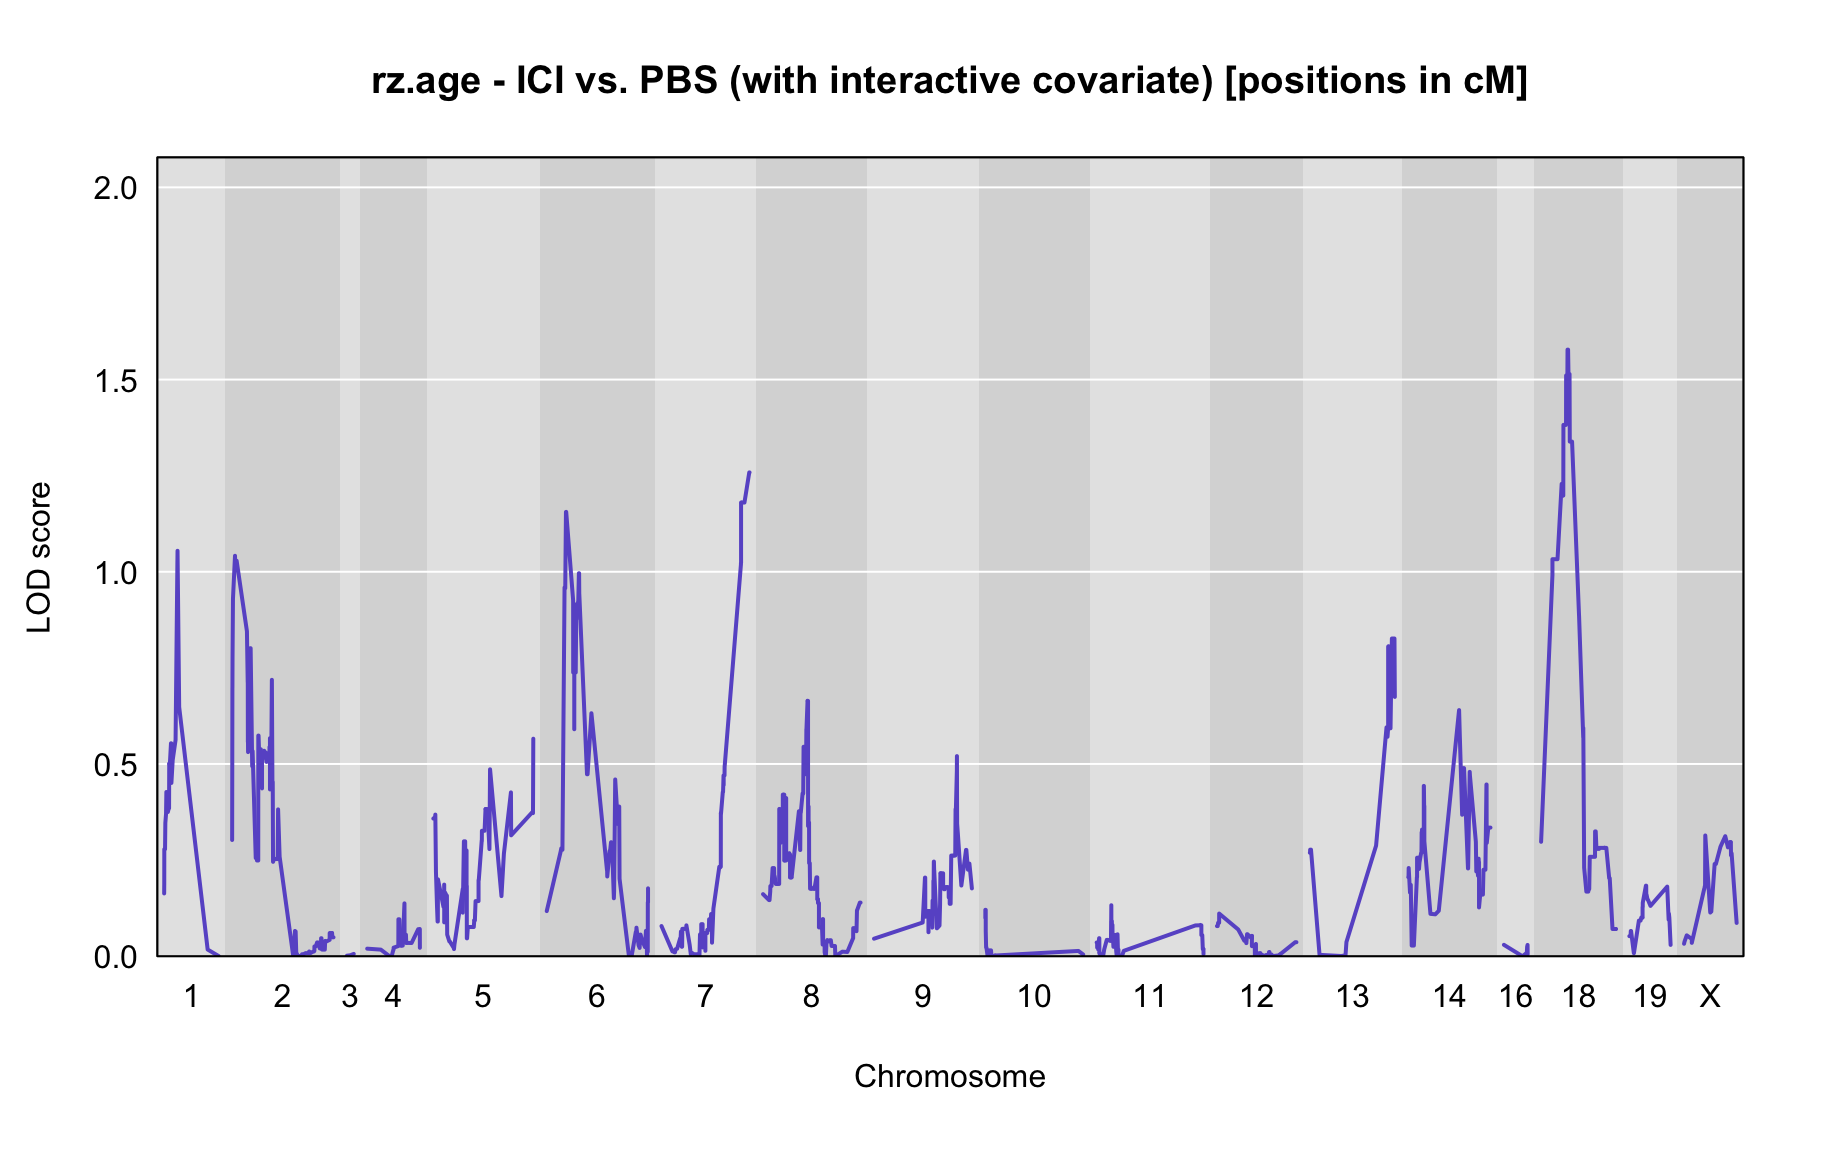 rz.age - ICI vs. PBS (with interactive covariate) [positions in cM]
2.0
1.5
1.0
0.5
0.0
LOD score
1 2 3 4 5 6 7 8 9 10 11 12 13 14 16 18 19 X
Chromosome